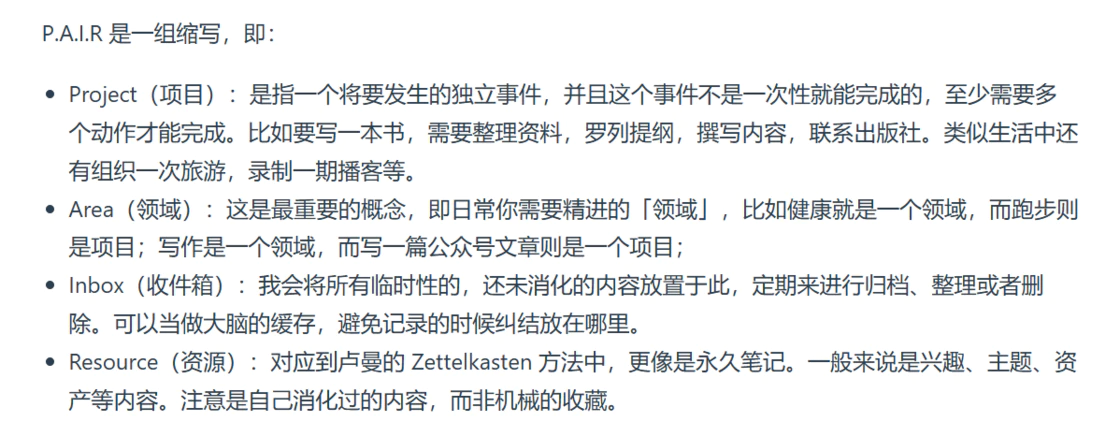 P.A.I.R 是一组缩写，即：
• Project（项目）：是指一个将要发生的独立事件，并且这个事件不是一次性就能完成的，至少需要多
个动作才能完成。比如要写一本书，需要整理资料，罗列提纲，撰写内容，联系出版社。类似生活中还
有组织一次旅游，录制一期播客等。
• Area（领域）：这是最重要的概念，即日常你需要精进的「领域」，比如健康就是一个领域，而跑步则
是项目；写作是一个领域，而写一篇公众号文章则是一个项目；
• Inbox（收件箱）：我会将所有临时性的，还未消化的内容放置于此，定期来进行归档、整理或者删
除。可以当做大脑的缓存，避免记录的时候纠结放在哪里。
• Resource（资源）：对应到卢曼的 Zettelkasten 方法中，更像是永久笔记。一般来说是兴趣、主题、资
产等内容。注意是自己消化过的内容，而非机械的收藏。